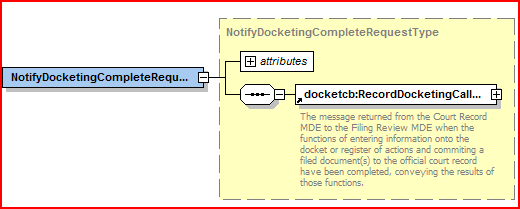 NotifyDocketingCompleteRequestType
attributes
NotifyDocketingCompleteRequ...
docketcb:RecordDocketingCall...
The message returned from the Court Record
MDE to the Filing Review MDE when the
functions of entering information onto the
docket or register of actions and commiting a
filed document(s) to the official court record
have been completed, conveying the results of
those functions.